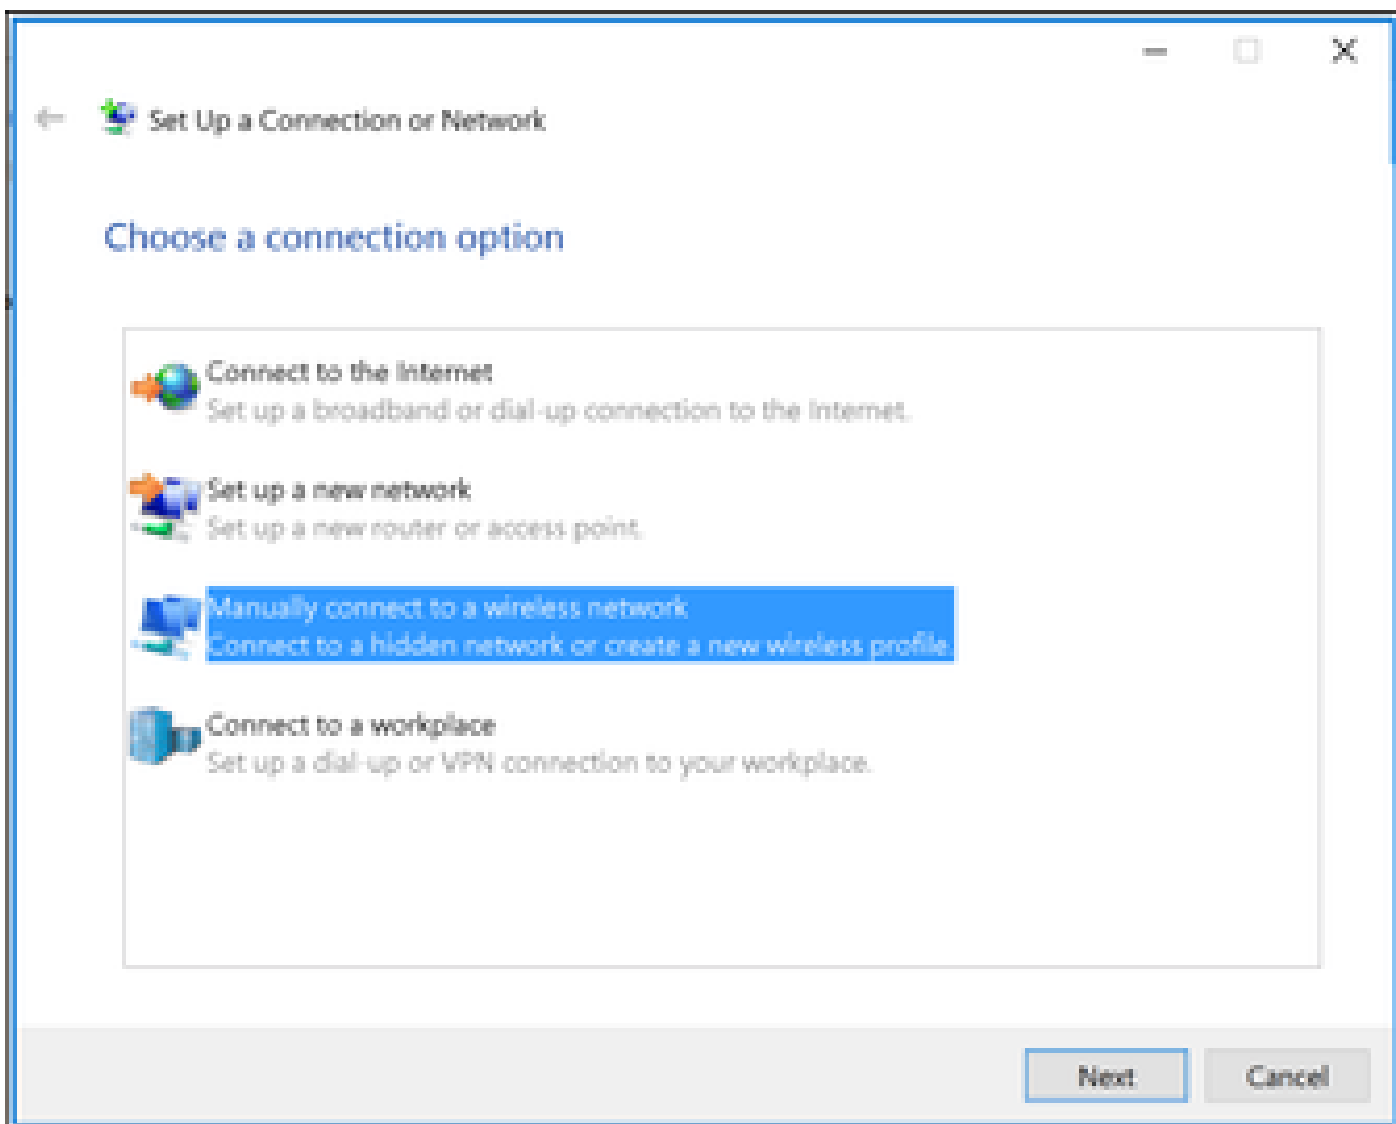 Set Up a Connection or Network
Choose a connection option
Connect to the Internet
Set up a broadband or dial-up connection to the Internet.
Set up a new network
Set up a new router or access point.
Manually connect to a wireless network
Connect to a hidden network or create a new wireless profile.
Connect to a workplace
Set up a dial-up or VPN connection to your workplace.
Next
Cancel